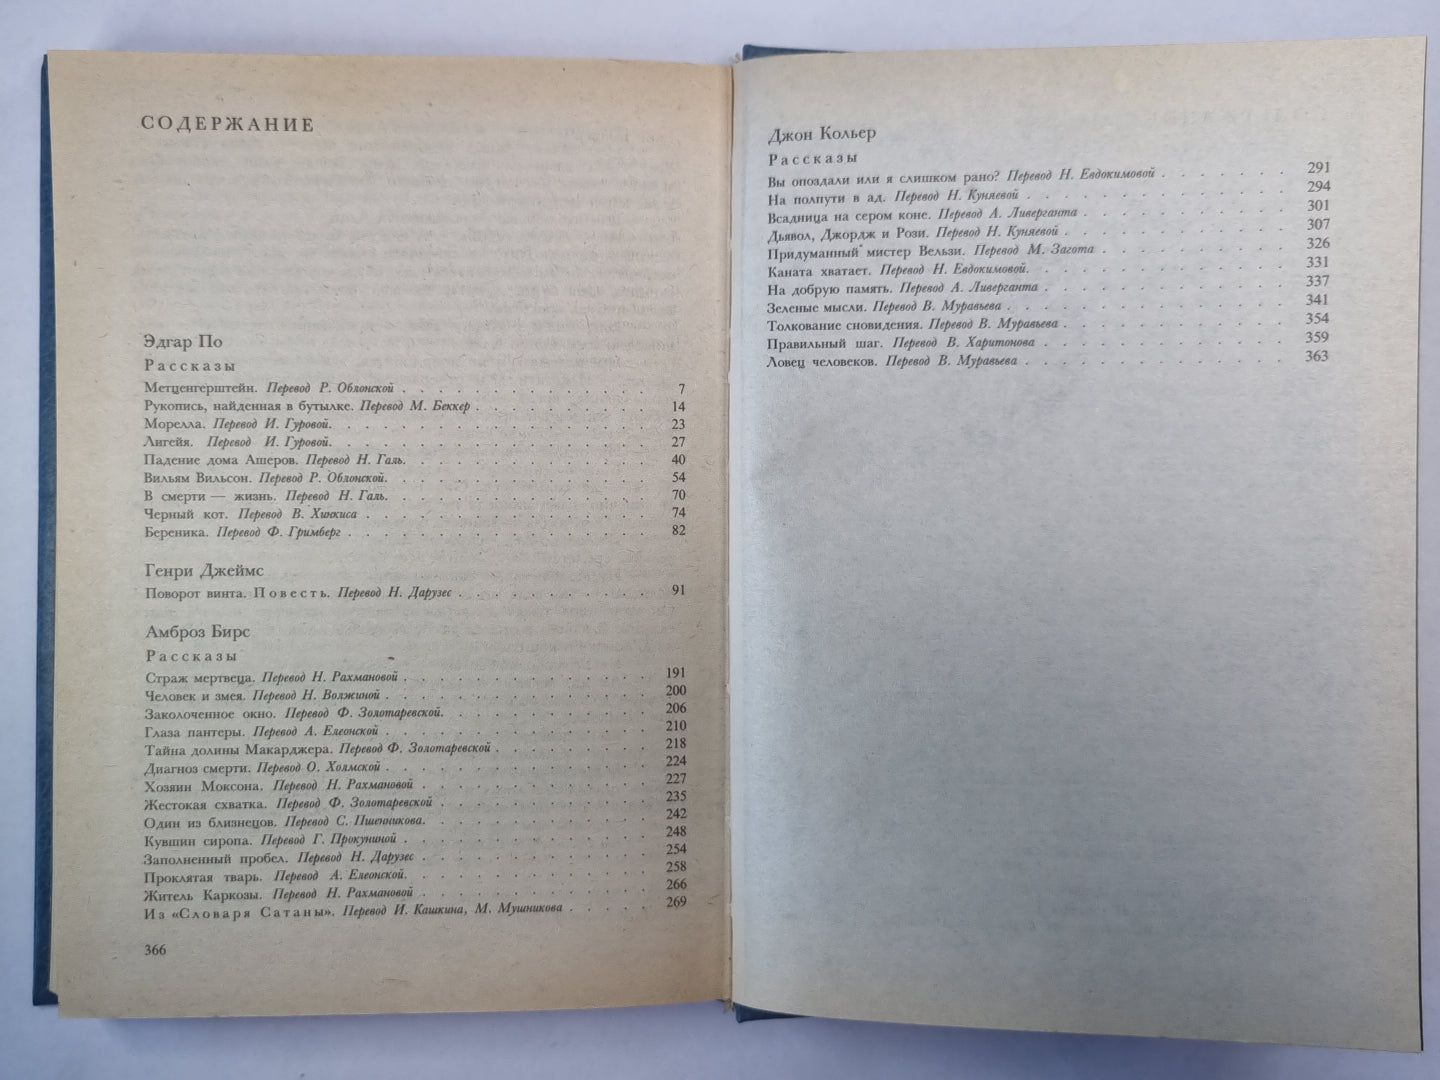 СОДЕРЖАНИЕ
Эдгар По
Рассказы
Метценгерштейн. Перевод Р. Облонской . . . . . . . . . . . . . . 7
Рукопись, найденная в бутылке. Перевод М. Беккер . . . . . . . . . . 14
Морелла. Перевод И. Гуровой. . . . . . . . . . . . . . . . . . 23
Лигейя. Перевод И. Гуровой. . . . . . . . . . . . . . . . . . 27
Падение дома Ашеров. Перевод Н. Галь. . . . . . . . . . . . . . 40
Вильям Вильсон. Перевод Р. Облонской. . . . . . . . . . . . . . 54
В смерти — жизнь. Перевод Н. Галь. . . . . . . . . . . . . . . 70
Черный кот. Перевод В. Хинкиса . . . . . . . . . . . . . . . . 74
Береника. Перевод Ф. Гримберг . . . . . . . . . . . . . . . . . 82
Генри Джеймс
Поворот винта. Повесть. Перевод Н. Дарузес . . . . . . . . . . . 91
Амброз Бирс
Рассказы
Страж мертвеца. Перевод Н. Рахмановой . . . . . . . . . . . . . . 191
Человек и змея. Перевод Н. Волжиной . . . . . . . . . . . . . . . 200
Заколоченное окно. Перевод Ф. Золотаревской. . . . . . . . . . . . 206
Глаза пантеры. Перевод А. Елеонской . . . . . . . . . . . . . . . 210
Тайна долины Макарджера. Перевод Ф. Золотаревской . . . . . . . . . 218
Диагноз смерти. Перевод О. Холмской . . . . . . . . . . . . . . . 224
Хозяин Моксона. Перевод Н. Рахмановой . . . . . . . . . . . . . . 227
Жестокая схватка. Перевод Ф. Золотаревской . . . . . . . . . . . . 235
Один из близнецов. Перевод С. Пшенникова. . . . . . . . . . . . . 242
Кувшин сиропа. Перевод Г. Прокуниной . . . . . . . . . . . . . . 248
Заполненный пробел. Перевод Н. Дарузес . . . . . . . . . . . . . 254
Проклятая тварь. Перевод А. Елеонской. . . . . . . . . . . . . . 258
Житель Каркозы. Перевод Н. Рахмановой . . . . . . . . . . . . . . 266
Из «Словаря Сатаны». Перевод И. Кашкина, М. Мушникова . . . . . 269
366
Джон Кольер
Рассказы
Вы опоздали или я слишком рано? Перевод Н. Евдокимовой . . . . . . . 291
На полпути в ад. Перевод Н. Куняевой . . . . . . . . . . . . . . 294
Всадница на сером коне. Перевод А. Ливерганта . . . . . . . . . . . 301
Дьявол, Джордж и Рози. Перевод Н. Куняевой . . . . . . . . . . . . 307
Придуманный мистер Вельзи. Перевод М. Загота . . . . . . . . . . . 326
Каната хватает. Перевод Н. Евдокимовой. . . . . . . . . . . . . . 331
На добрую память. Перевод А. Ливерганта . . . . . . . . . . . . . 337
Зеленые мысли. Перевод В. Муравьева . . . . . . . . . . . . . . . 341
Толкование сновидения. Перевод В. Муравьева . . . . . . . . . . . . 354
Правильный шаг. Перевод В. Харитонова . . . . . . . . . . . . . . 359
Ловец человеков. Перевод В. Муравьева . . . . . . . . . . . . . . 363